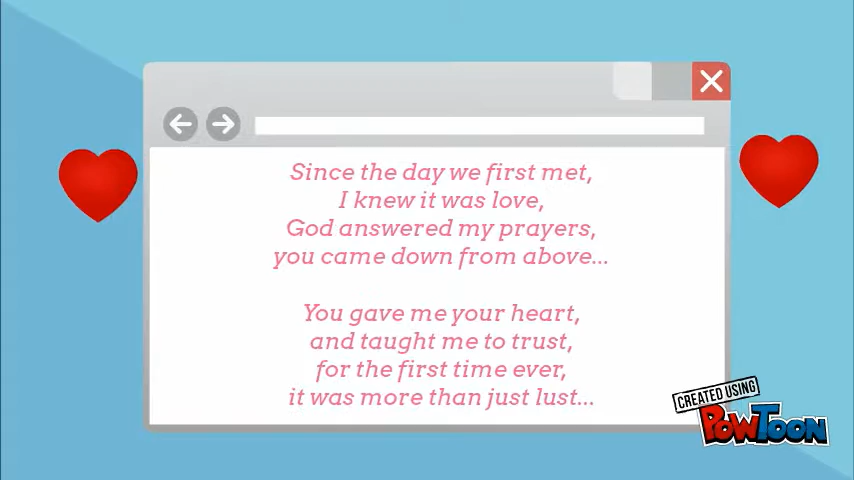 Since the day we first met,
I knew it was love,
God answered my prayers,
you came down from above...
You gave me your heart,
and taught me to trust,
for the first time ever,
it was more than just lust...
CREATED USING
PowToon